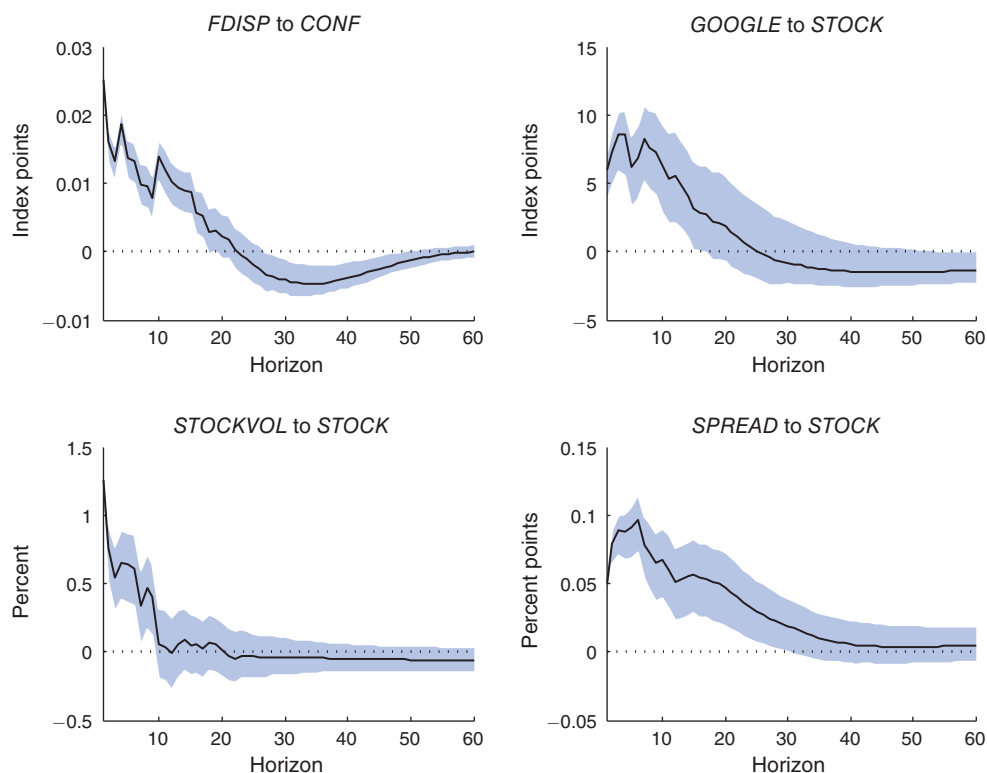 FDISP to CONF
0.03
0.02
0.01
0
−0.01
Index points
10 20 30 40 50 60
Horizon
GOOGLE to STOCK
15
10
5
0
−5
Index points
10 20 30 40 50 60
Horizon
STOCKVOL to STOCK
1.5
1
0.5
0
−0.5
Percent
10 20 30 40 50 60
Horizon
SPREAD to STOCK
0.15
0.1
0.05
0
−0.05
Percent points
10 20 30 40 50 60
Horizon